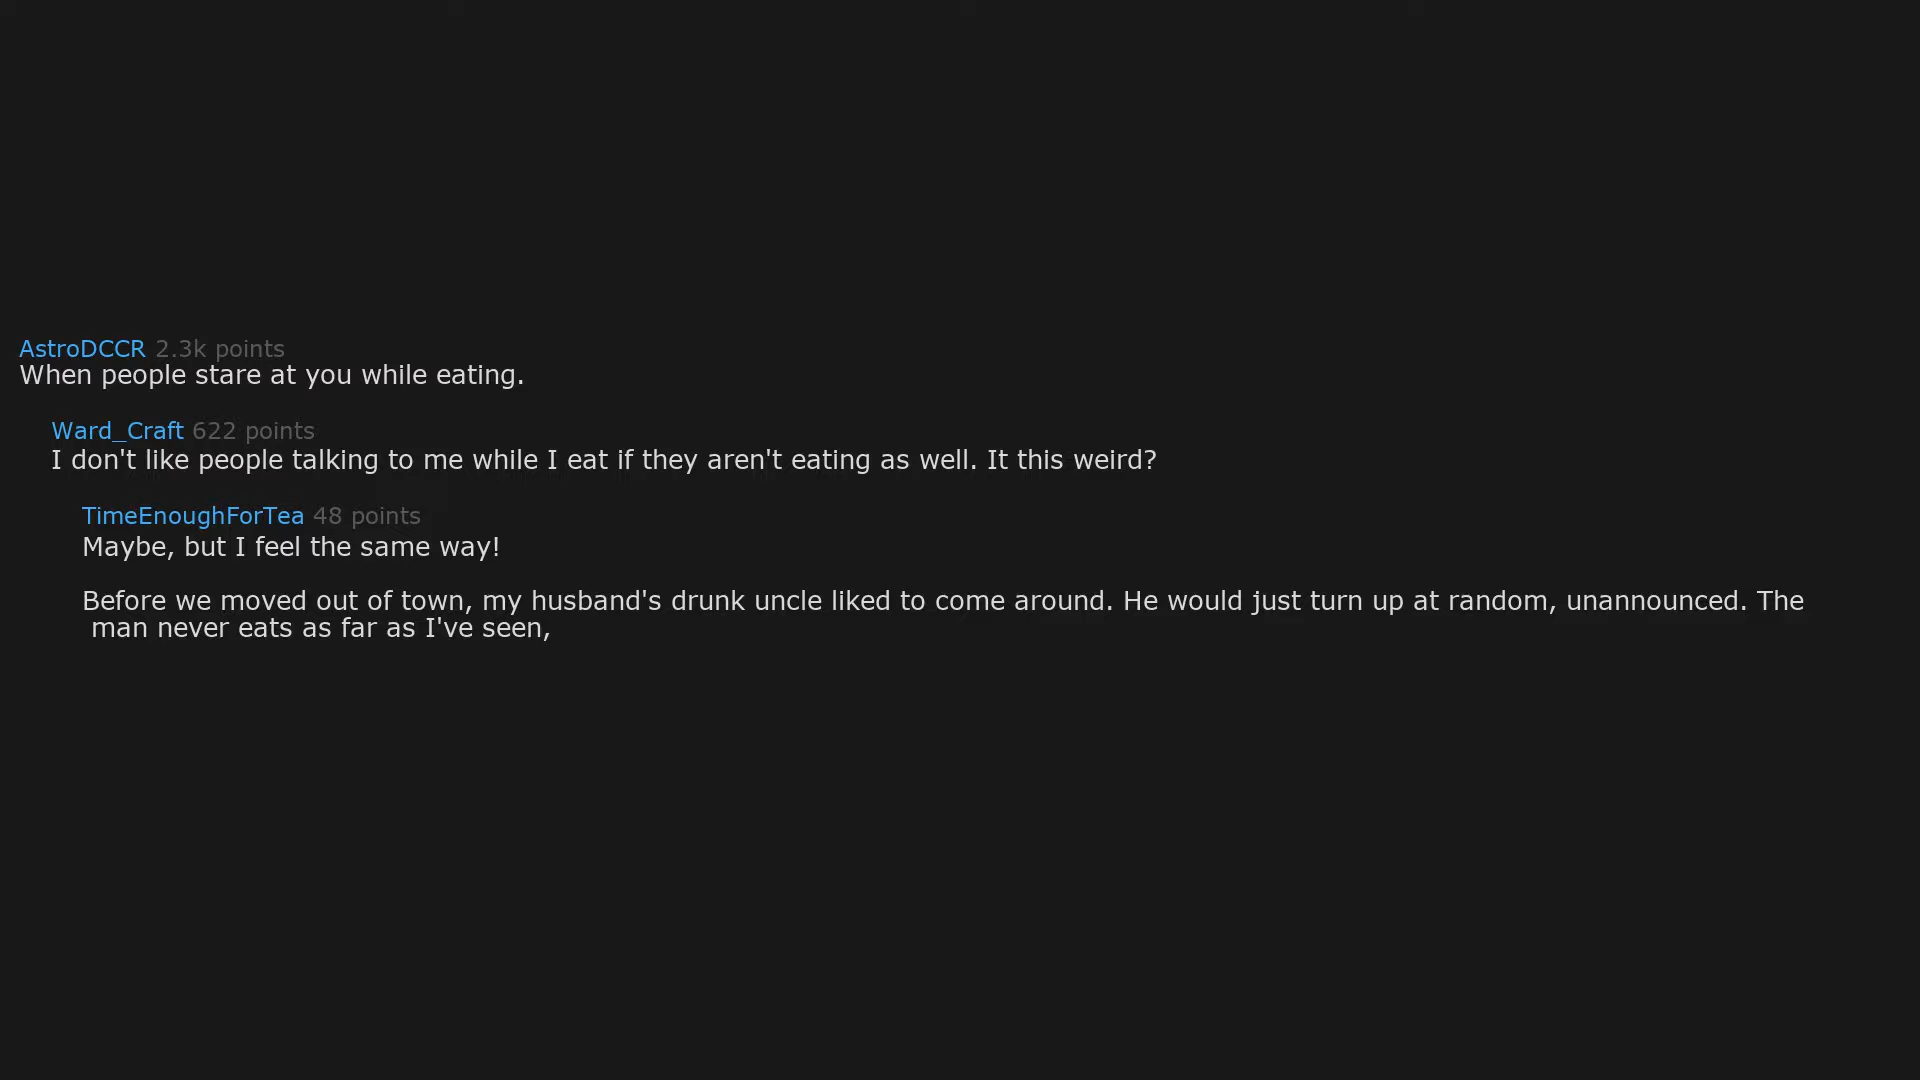 AstroDCCR 2.3k points
When people stare at you while eating.
Ward_Craft 622 points
I don't like people talking to me while I eat if they aren't eating as well. It this weird?
TimeEnoughForTea 48 points
Maybe, but I feel the same way!
Before we moved out of town, my husband's drunk uncle liked to come around. He would just turn up at random, unannounced. The
man never eats as far as I've seen,